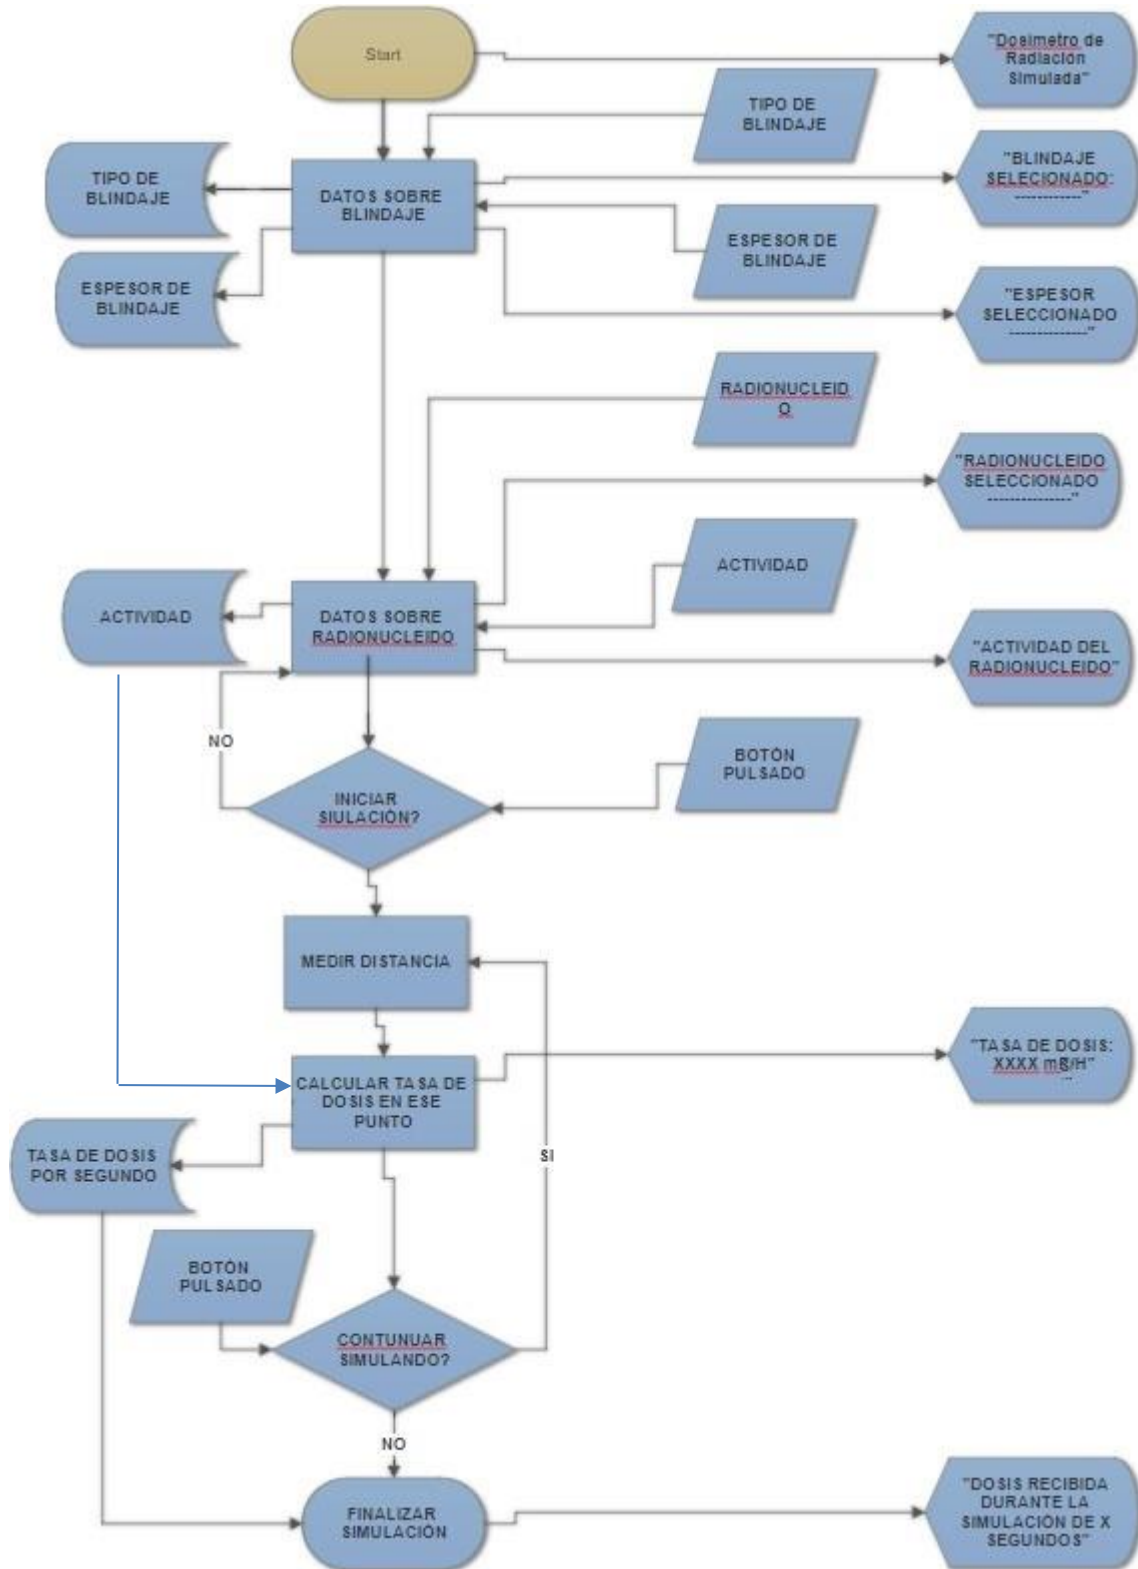 Start
"Dosimetro de
Radiación
Simulada"
TIPO DE
BLINDAJE
TIPO DE
BLINDAJE
DATOS SOBRE
BLINDAJE
"BLINDAJE
SELECIONADO:
-------------"
ESPESOR DE
BLINDAJE
ESPESOR DE
BLINDAJE
"ESPESOR
SELECCIONADO
---------------"
RADIONUCLEID
O
"RADIONUCLEIDO
SELECCIONADO
---------------"
ACTIVIDAD
ACTIVIDAD
DATOS SOBRE
RADIONUCLEIDO
"ACTIVIDAD DEL
RADIONUCLEIDO"
NO
BOTÓN
PULSADO
INICIAR
SIULACIÓN?
MEDIR DISTANCIA
"TASA DE DOSIS:
CALCULAR TASA DE
DOSIS EN ESE
PUNTO
TASA DE DOSIS
POR SEGUNDO
SI
BOTÓN
PULSADO
CONTUNUAR
SIMULANDO?
NO
FINALIZAR
SIMULACIÓN
"DOSIS RECIBIDA
DURANTE LA
SIMULACIÓN DE X
SEGUNDOS"